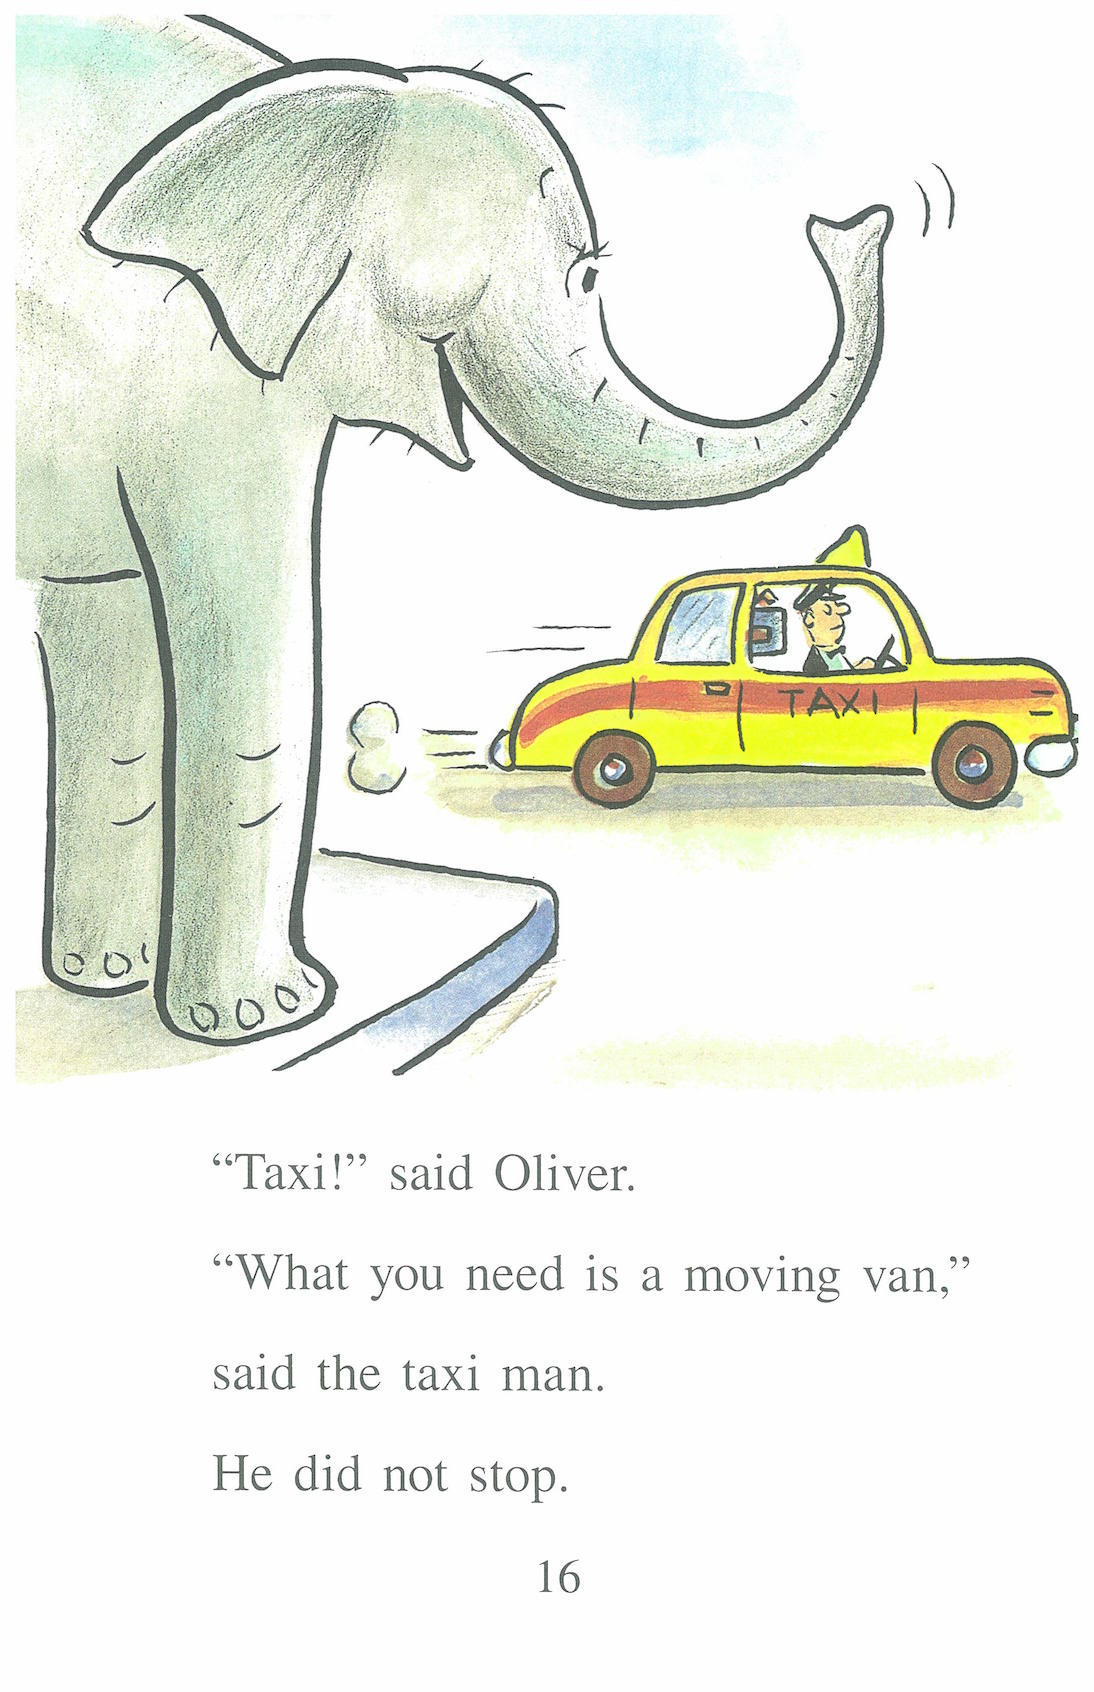 TAXI
“Taxi!” said Oliver.
“What you need is a moving van,”
said the taxi man.
He did not stop.
16